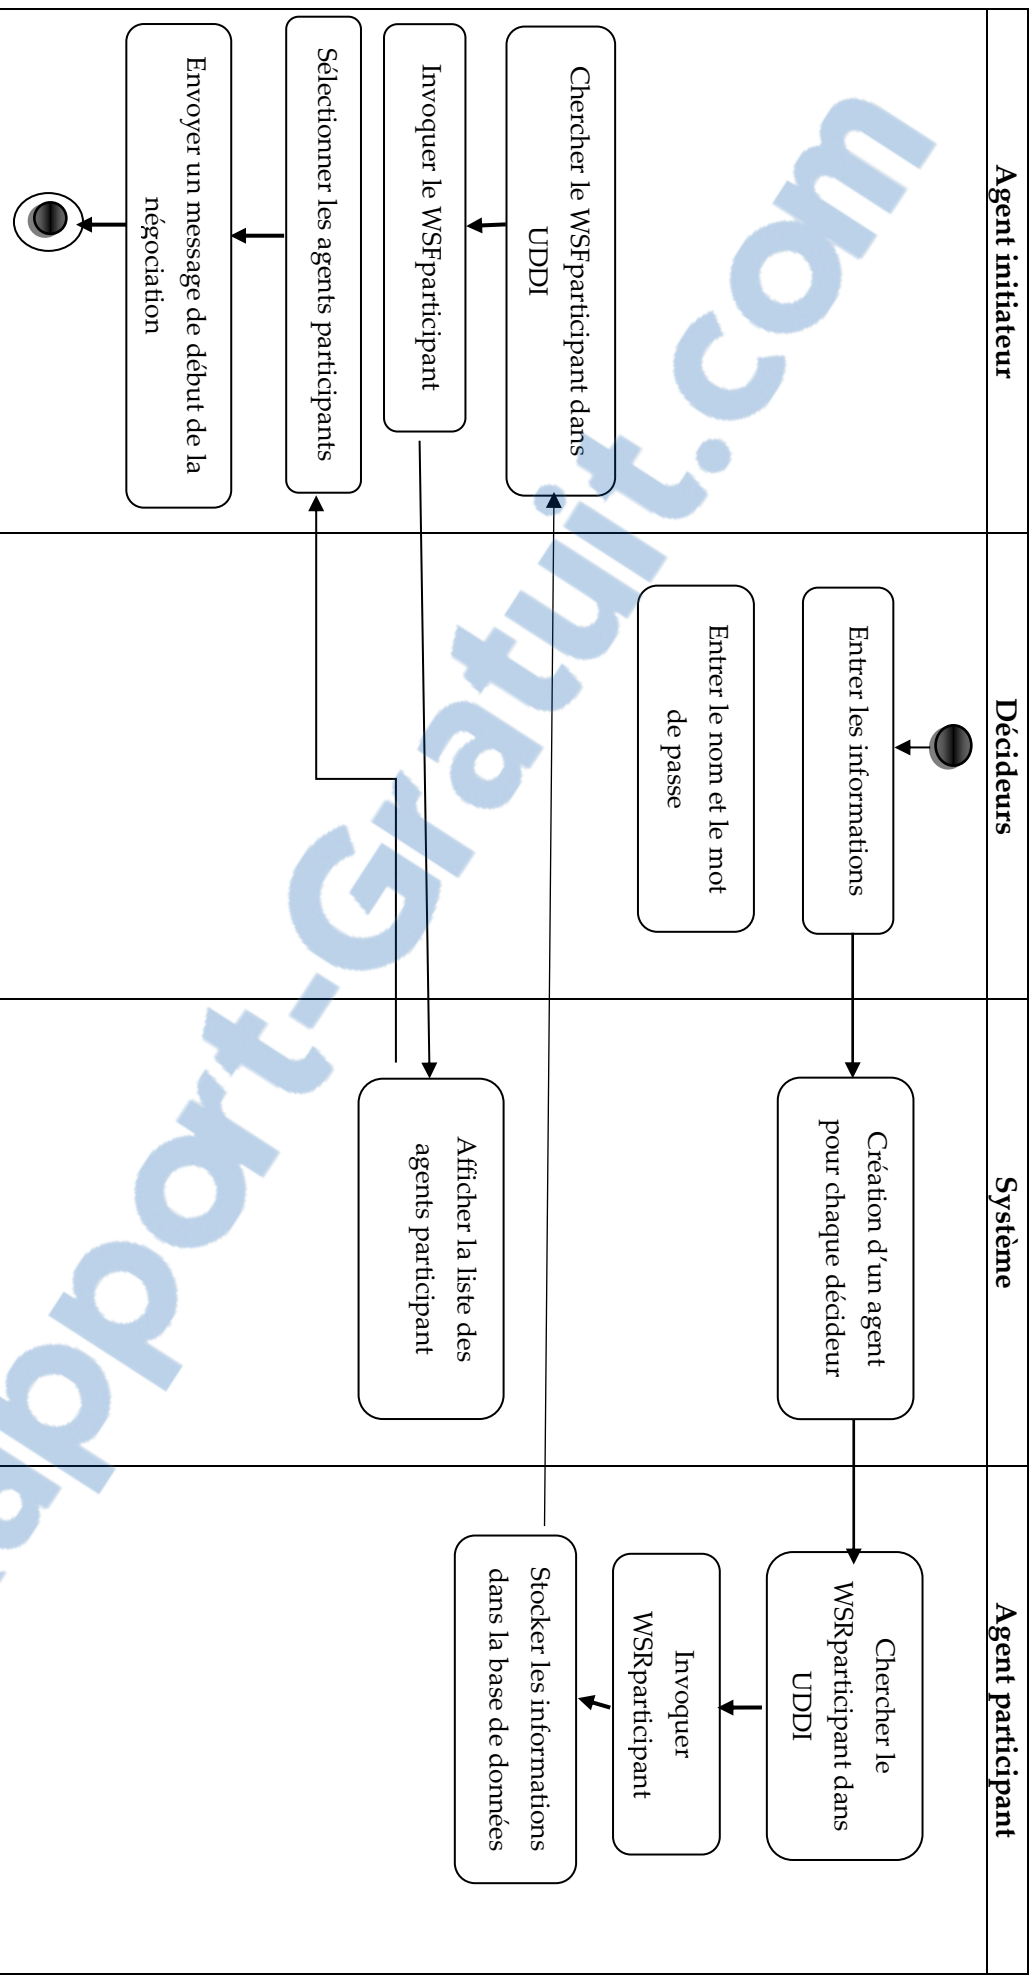 Agent initiateur
Décideurs
Système
Agent participant
Entrer les informations
Création d'un agent
pour chaque décideur
Chercher le
WSRparticipant dans
UDDI
Entrer le nom et le mot
de passe
Invoquer
WSRparticipant
Stocker les informations
dans la base de données
Chercher le WSFparticipant dans
UDDI
Invoquer le WSFparticipant
Afficher la liste des
agents participant
Sélectionner les agents participants
Envoyer un message de début de la
négociation
apport-Gratuit.com